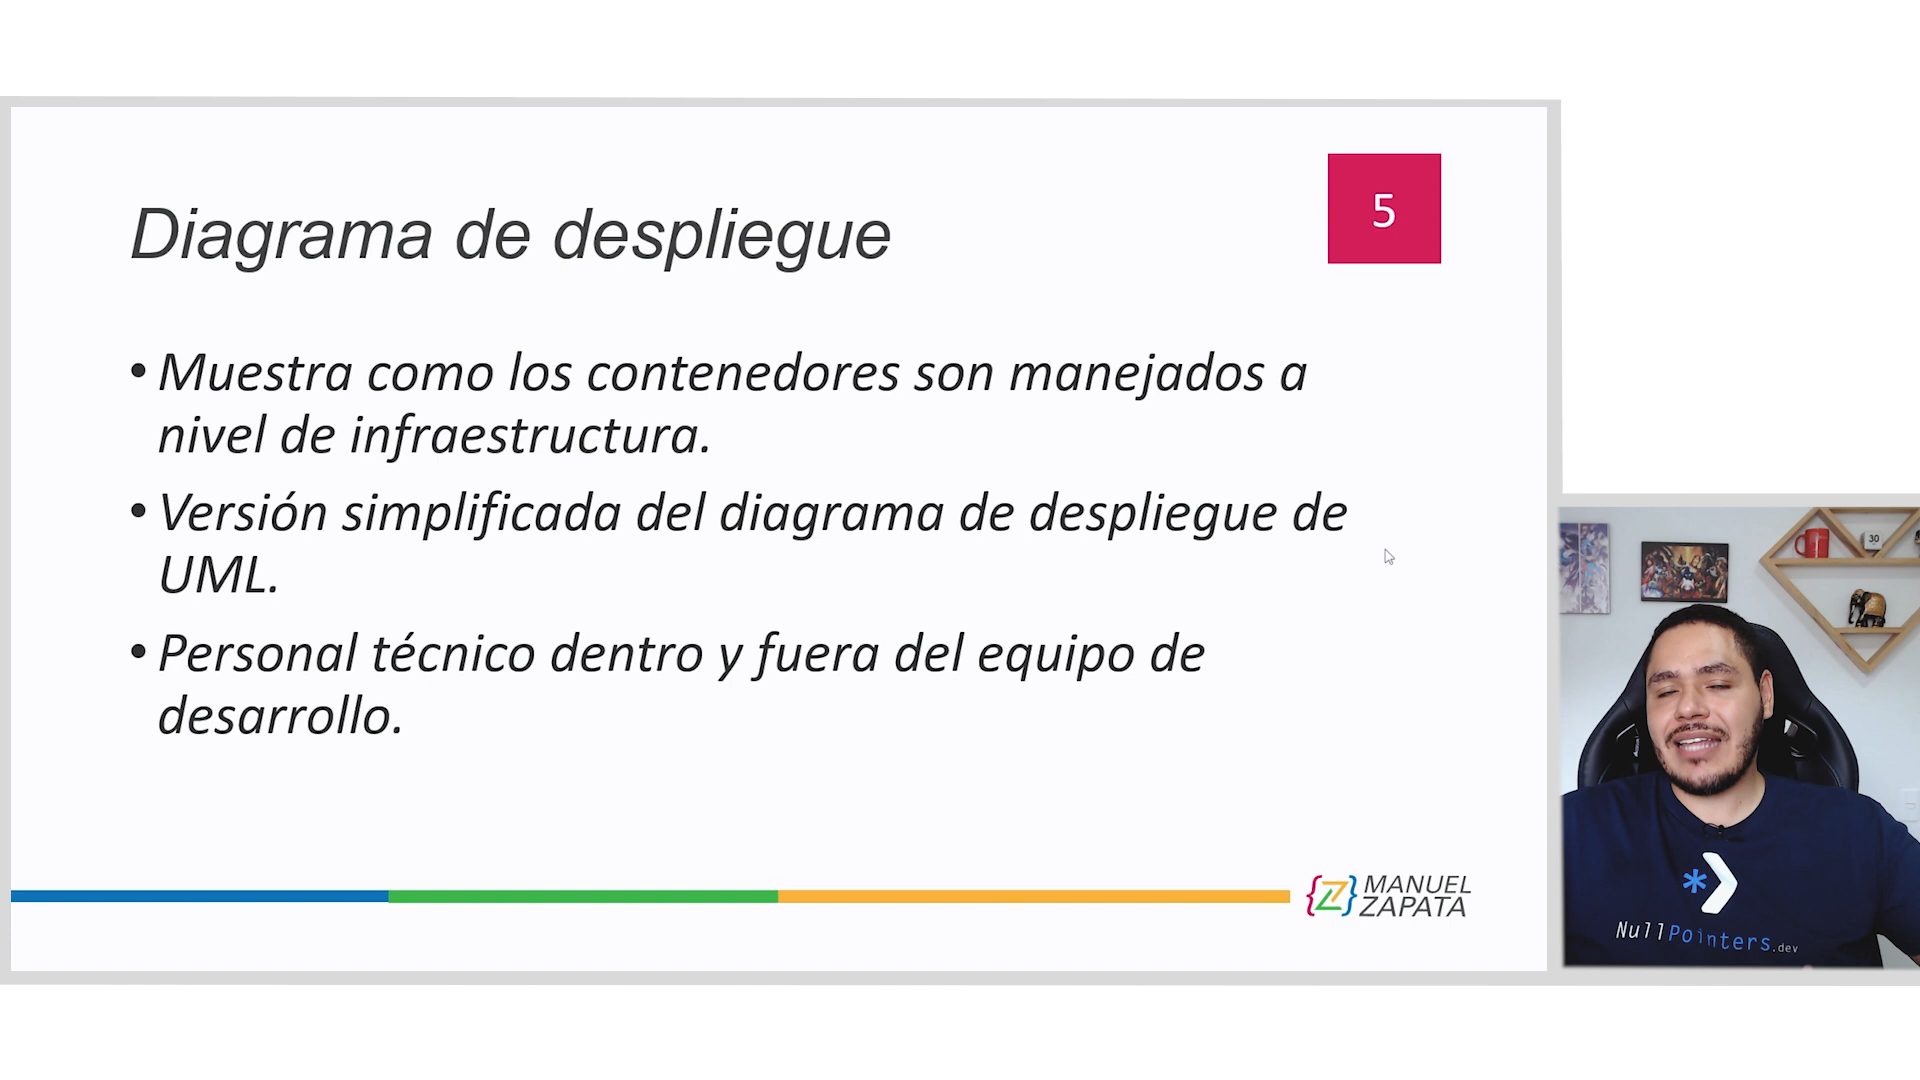 5
Diagrama de despliegue
• Muestra como los contenedores son manejados a
nivel de infraestructura.
• Versión simplificada del diagrama de despliegue de
UML.
• Personal técnico dentro y fuera del equipo de
desarrollo.
MANUEL
ZAPATA
30
NullPointers.dev